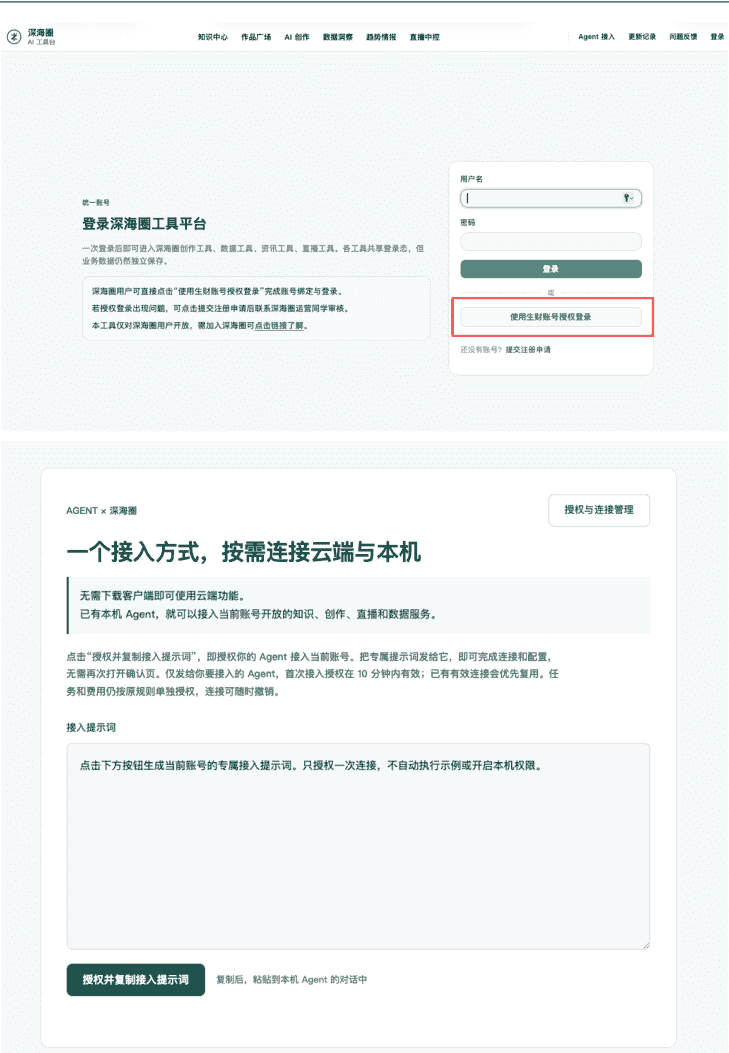 深海圈
AI 工具台
知识中心 作品广场 AI 创作 数据洞察 趋势情报 直播中控
Agent 接入 更新记录 问题反馈 登录
统一账号
登录深海圈工具平台
一次登录后即可进入深海圈创作工具、数据工具、资讯工具、直播工具。各工具共享登录态，但
业务数据仍然独立保存。
深海圈用户可直接点击“使用生财账号授权登录”完成账号绑定与登录。
若授权登录出现问题，可点击提交注册申请后联系深海圈运营同学审核。
本工具仅对深海圈用户开放，需加入深海圈可点击链接了解。
用户名
密码
登录
或
使用生财账号授权登录
还没有账号？提交注册申请
AGENT × 深海圈
授权与连接管理
一个接入方式，按需连接云端与本机
无需下载客户端即可使用云端功能。
已有本机 Agent，就可以接入当前账号开放的知识、创作、直播和数据服务。
点击“授权并复制接入提示词”，即授权你的 Agent 接入当前账号。把专属提示词发给它，即可完成连接和配置，
无需再次打开确认页。仅发给你要接入的 Agent，首次接入授权在 10 分钟内有效；已有有效连接会优先复用。任
务和费用仍按原规则单独授权，连接可随时撤销。
接入提示词
点击下方按钮生成当前账号的专属接入提示词。只授权一次连接，不自动执行示例或开启本机权限。
授权并复制接入提示词
复制后，粘贴到本机 Agent 的对话中